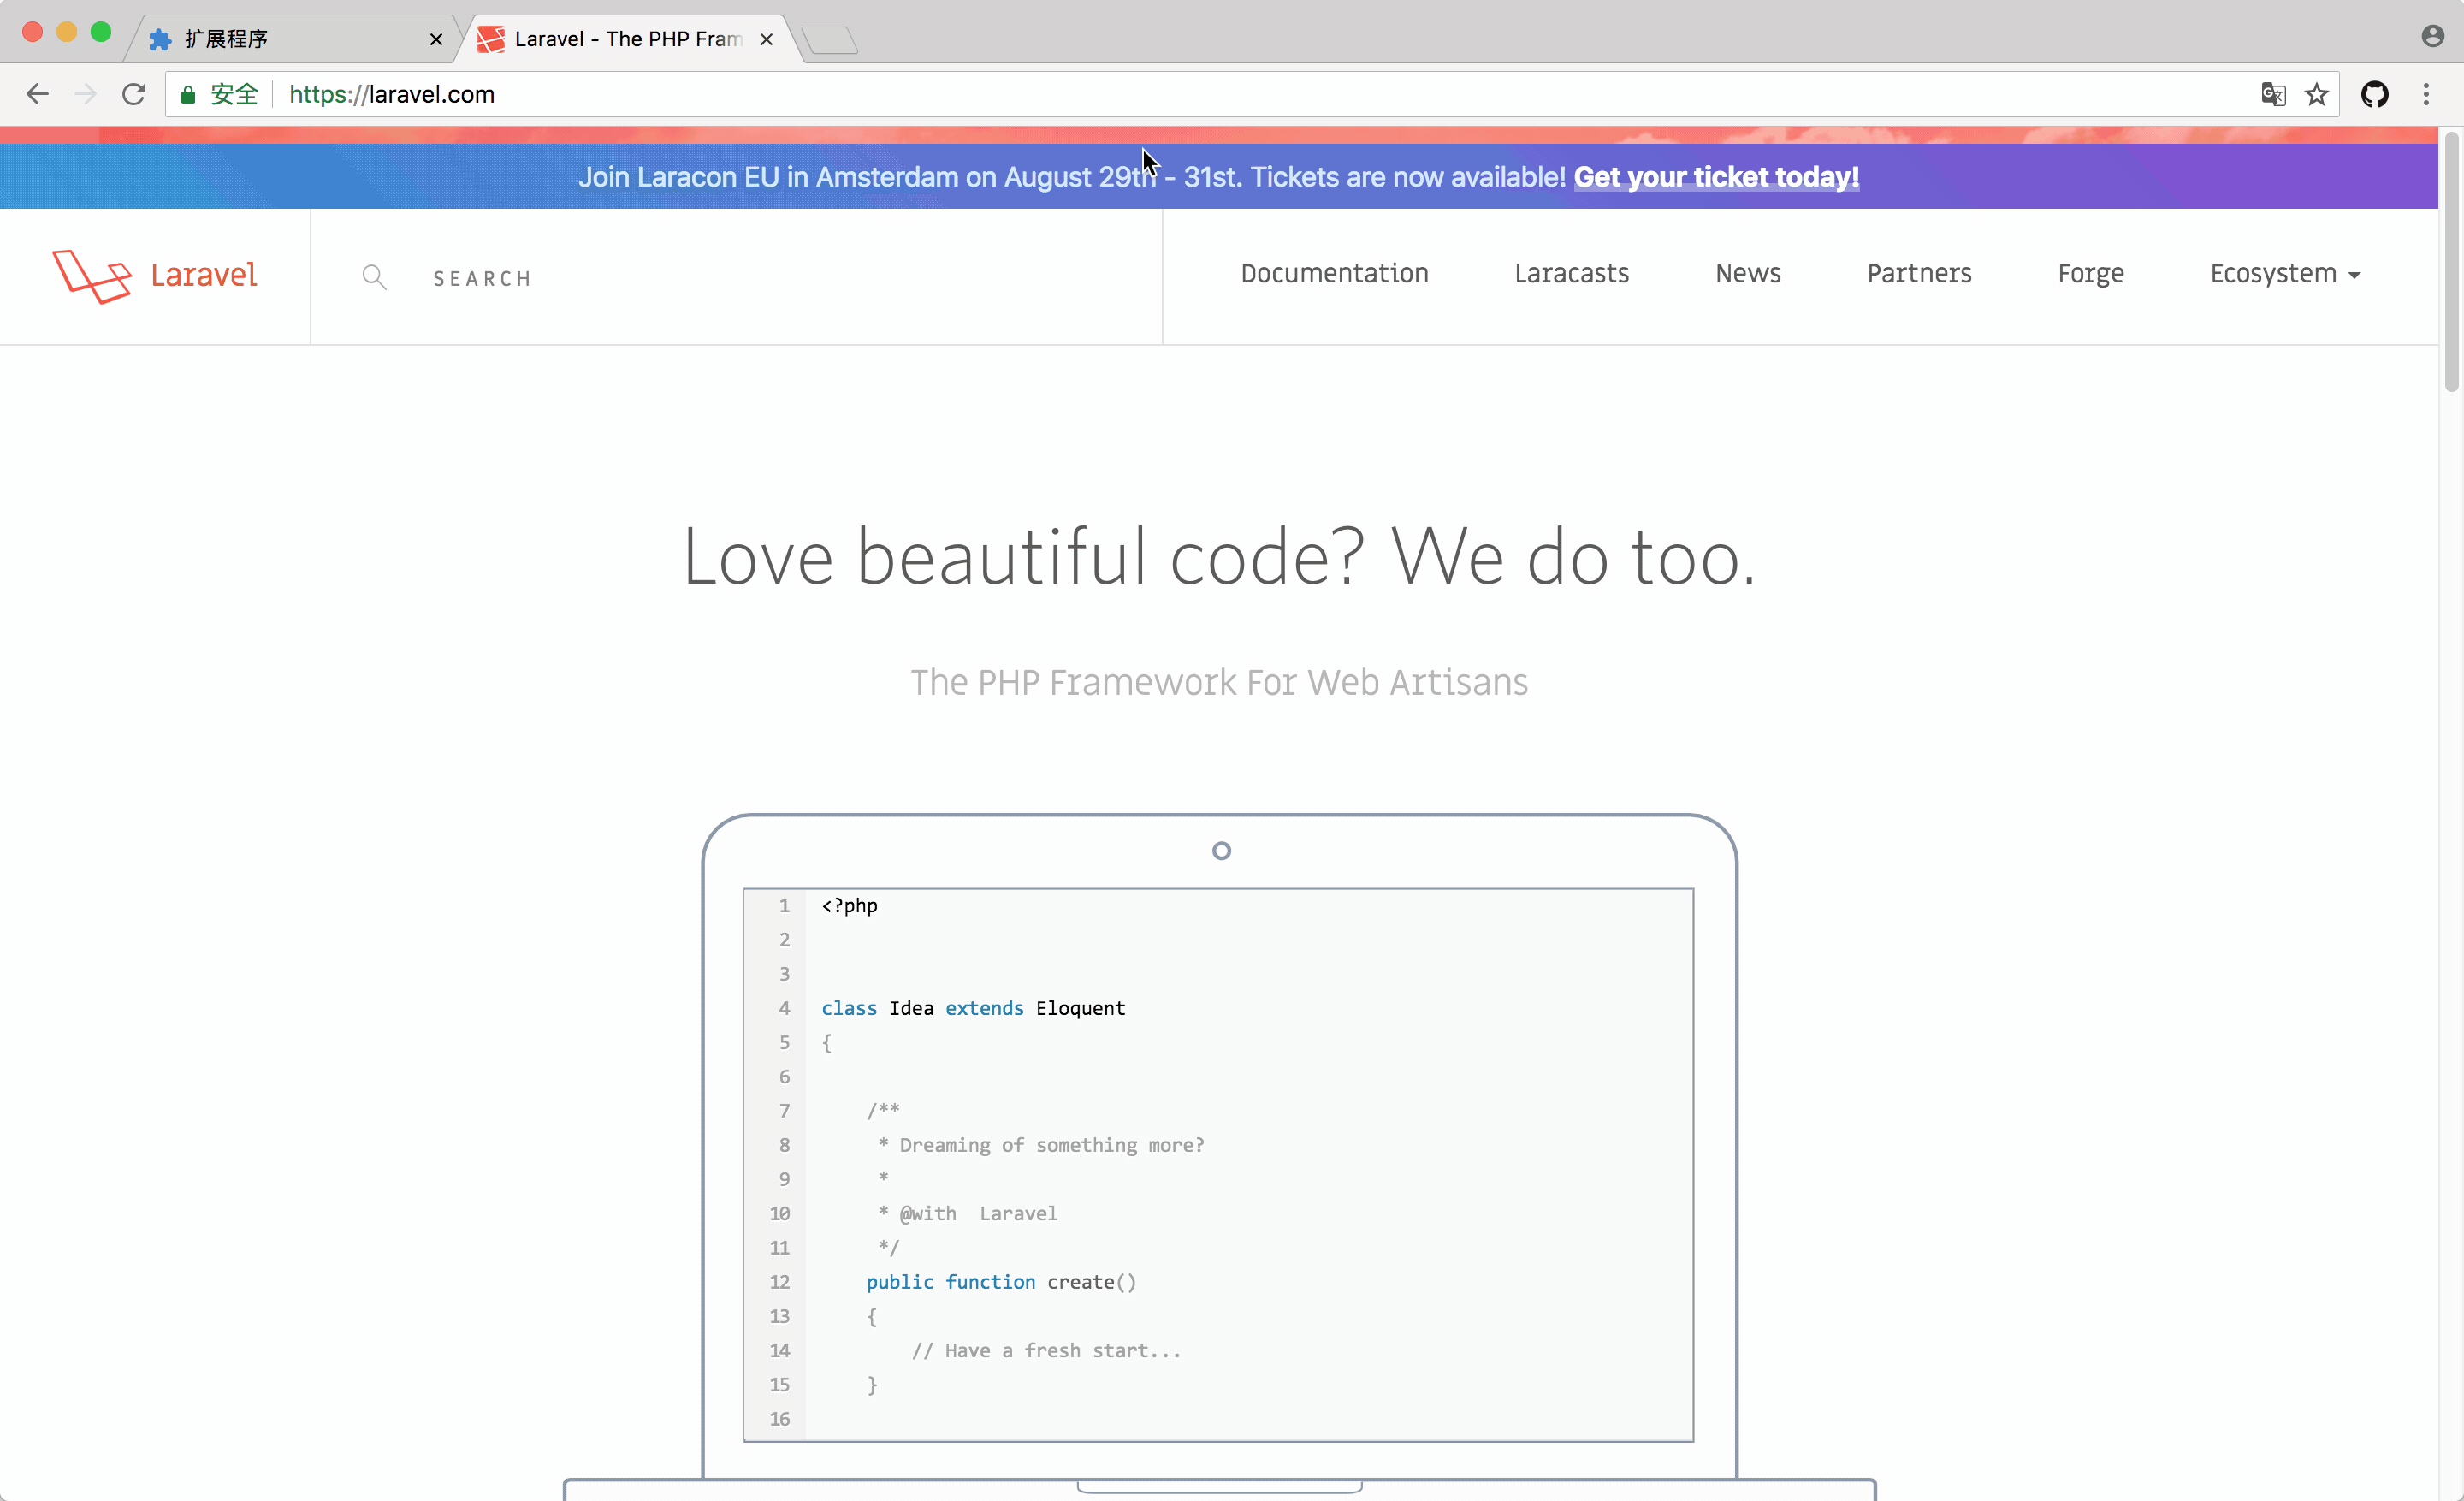 扩展程序
Laravel - The PHP Fram
安全
https://laravel.com
Join Laracon EU in Amsterdam on August 29th - 31st. Tickets are now available! Get your ticket today!
Laravel
SEARCH
Documentation
Laracasts
News
Partners
Forge
Ecosystem
Love beautiful code? We do too.
The PHP Framework For Web Artisans
1 <?php
2
3
4 class Idea extends Eloquent
5 {
6
7 /**
8 * Dreaming of something more?
9 *
10 * @with  Laravel
11 */
12 public function create()
13 {
14 // Have a fresh start...
15 }
16